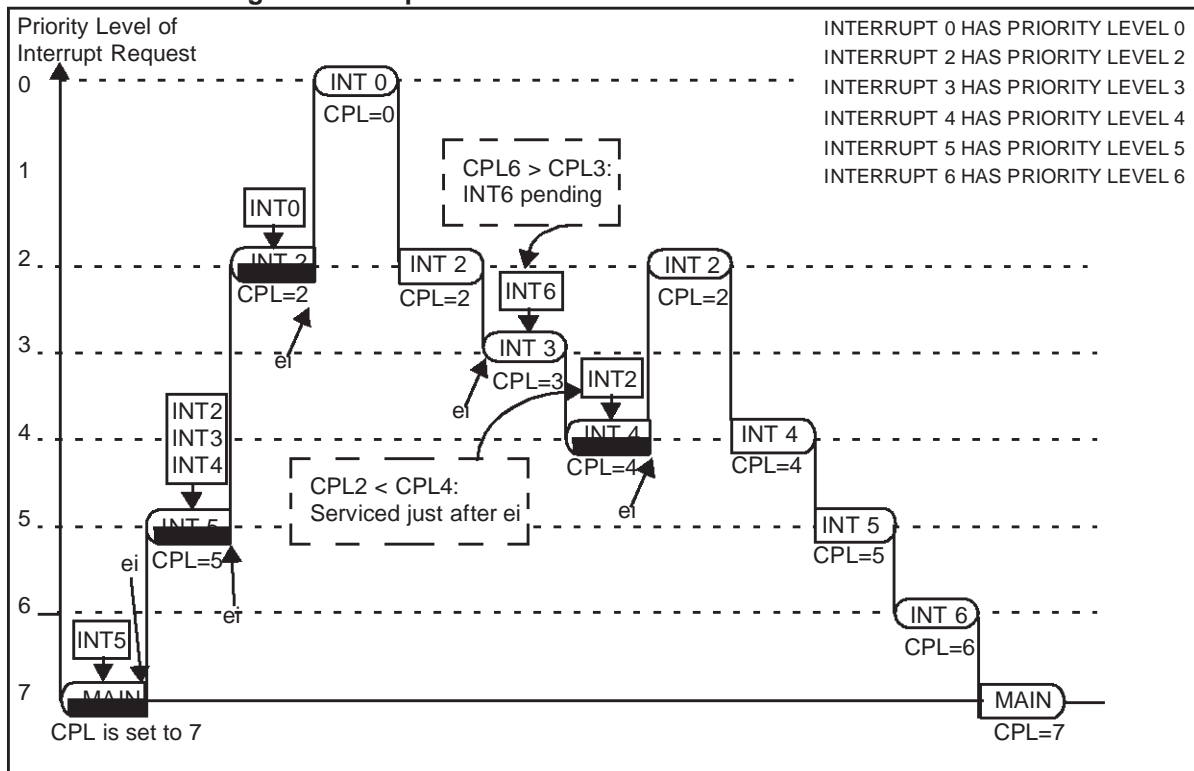 Priority Level of
Interrupt Request
INTERRUPT 0 HAS PRIORITY LEVEL 0
INTERRUPT 2 HAS PRIORITY LEVEL 2
INTERRUPT 3 HAS PRIORITY LEVEL 3
INTERRUPT 4 HAS PRIORITY LEVEL 4
INTERRUPT 5 HAS PRIORITY LEVEL 5
INTERRUPT 6 HAS PRIORITY LEVEL 6
0
INT 0
CPL=0
1
CPL6 > CPL3:
INT6 pending
INT0
2
INT 2
CPL=2
INT 2
CPL=2
INT6
INT 2
CPL=2
ei
3
INT 3
CPL=3
ei
INT2
INT2
INT3
INT4
4
INT 4
CPL=4
INT 4
CPL=4
CPL2 < CPL4:
Serviced just after ei
ei
5
INT 5
CPL=5
INT 5
CPL=5
ei
ei
6
INT 6
CPL=6
INT5
7
MAIN
CPL is set to 7
MAIN
CPL=7